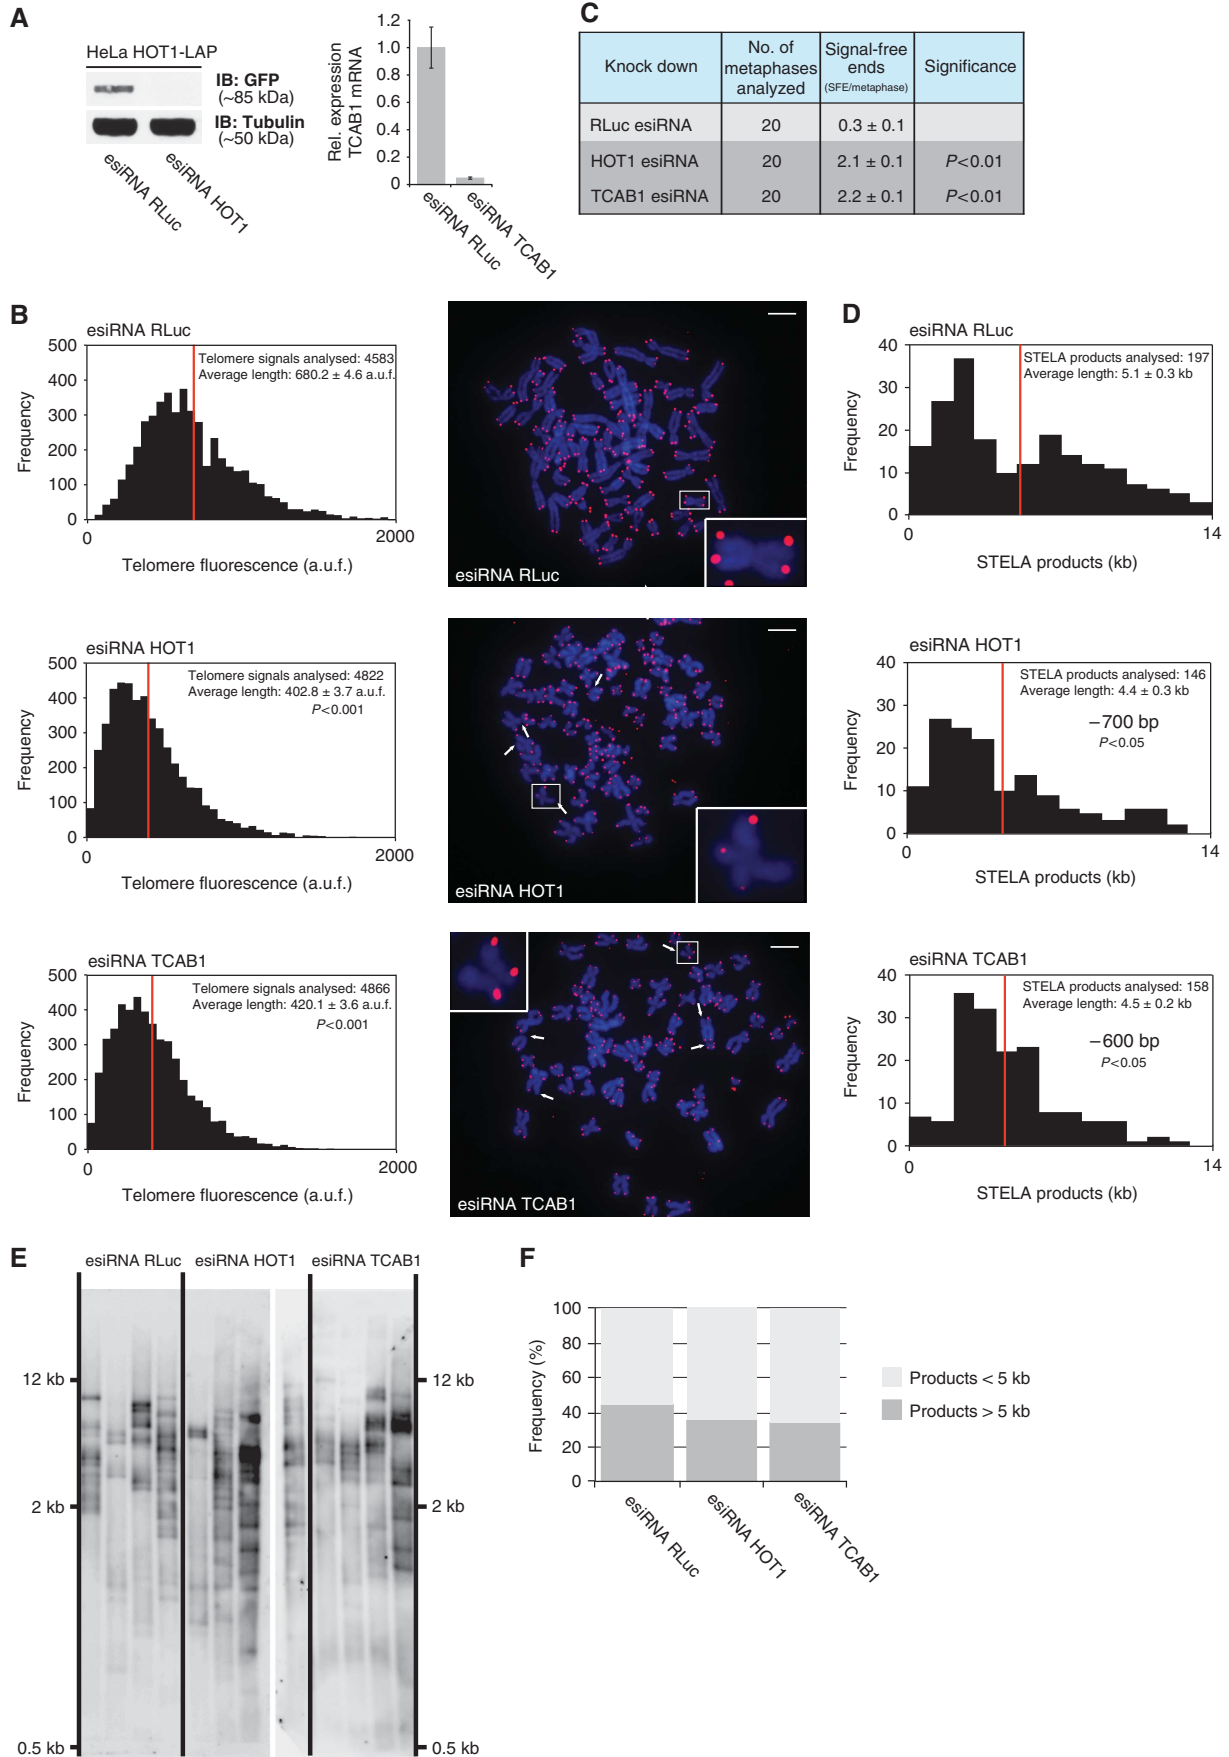 A
HeLa HOT1-LAP
IB: GFP
(~85 kDa)
IB: Tubulin
(~50 kDa)
esiRNA RLuc
esiRNA HOT1
Rel. expression
TCAB1 mRNA
1.2
1.0
0.8
0.6
0.4
0.2
0
esiRNA RLuc
esiRNA TCAB1
C
Knock down
No. of
metaphases
analyzed
Signal-free
ends
(SFE/metaphase)
Significance
RLuc esiRNA 20 0.3 ± 0.1
HOT1 esiRNA 20 2.1 ± 0.1 P<0.01
TCAB1 esiRNA 20 2.2 ± 0.1 P<0.01
B
esiRNA RLuc
Telomere signals analysed: 4583
Average length: 680.2 ± 4.6 a.u.f.
Frequency
500
400
300
200
100
0
0 2000
Telomere fluorescence (a.u.f.)
esiRNA RLuc
esiRNA HOT1
Telomere signals analysed: 4822
Average length: 402.8 ± 3.7 a.u.f.
P<0.001
Frequency
500
400
300
200
100
0
0 2000
Telomere fluorescence (a.u.f.)
esiRNA HOT1
esiRNA TCAB1
Telomere signals analysed: 4866
Average length: 420.1 ± 3.6 a.u.f.
P<0.001
Frequency
500
400
300
200
100
0
0 2000
Telomere fluorescence (a.u.f.)
esiRNA TCAB1
D
esiRNA RLuc
STELA products analysed: 197
Average length: 5.1 ± 0.3 kb
Frequency
40
30
20
10
0
0 14
STELA products (kb)
esiRNA HOT1
STELA products analysed: 146
Average length: 4.4 ± 0.3 kb
−700 bp
P<0.05
Frequency
40
30
20
10
0
0 14
STELA products (kb)
esiRNA TCAB1
STELA products analysed: 158
Average length: 4.5 ± 0.2 kb
−600 bp
P<0.05
Frequency
40
30
20
10
0
0 14
STELA products (kb)
E
esiRNA RLuc esiRNA HOT1 esiRNA TCAB1
12 kb 12 kb
2 kb 2 kb
0.5 kb 0.5 kb
F
Frequency (%)
100
80
60
40
20
0
esiRNA RLuc
esiRNA HOT1
esiRNA TCAB1
Products < 5 kb
Products > 5 kb